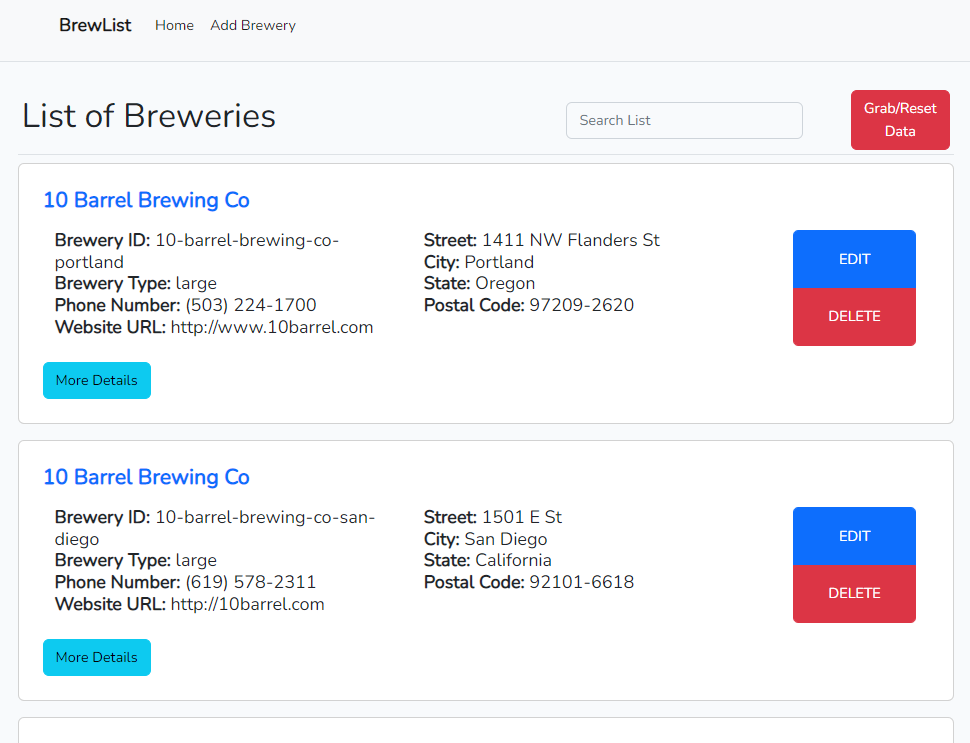 BrewList Home Add Brewery
List of Breweries
Search List
Grab/Reset
Data
10 Barrel Brewing Co
Brewery ID: 10-barrel-brewing-co-
portland
Brewery Type: large
Phone Number: (503) 224-1700
Website URL: http://www.10barrel.com
Street: 1411 NW Flanders St
City: Portland
State: Oregon
Postal Code: 97209-2620
EDIT
DELETE
More Details
10 Barrel Brewing Co
Brewery ID: 10-barrel-brewing-co-san-
diego
Brewery Type: large
Phone Number: (619) 578-2311
Website URL: http://10barrel.com
Street: 1501 E St
City: San Diego
State: California
Postal Code: 92101-6618
EDIT
DELETE
More Details